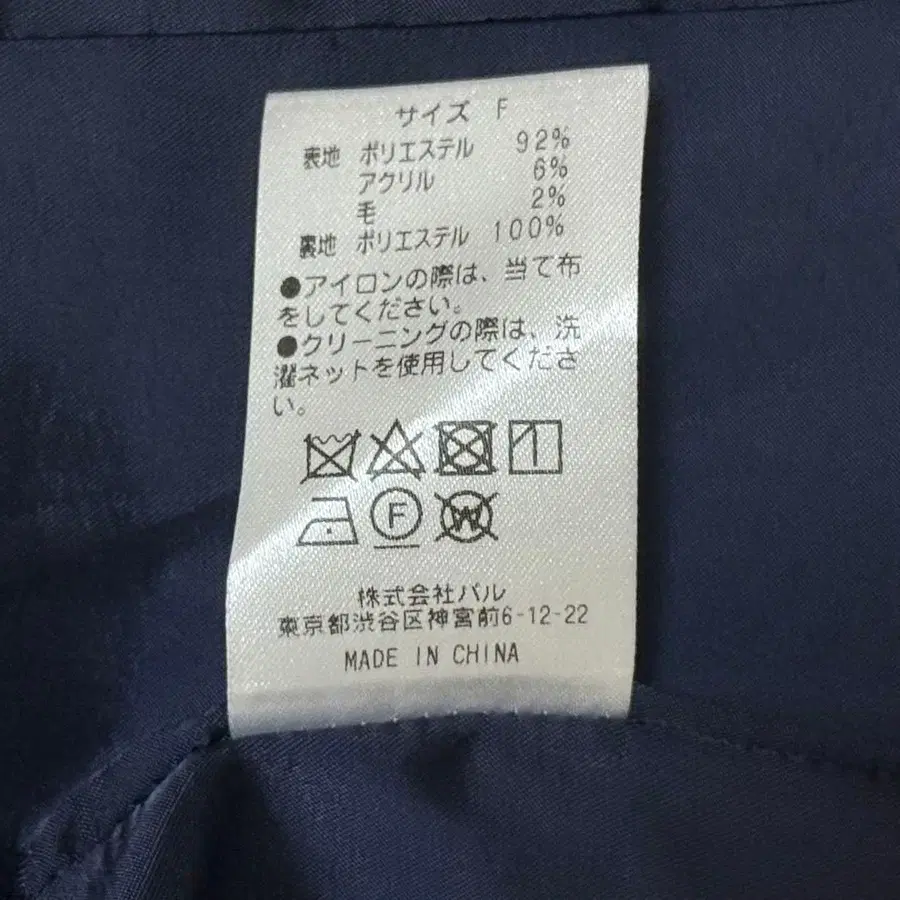 サイズ F
表地 ポリエステル 92%
アクリル 6%
毛 2%
裏地 ポリエステル 100%
●アイロンの際は、当て布
をしてください。
●クリーニングの際は、洗
濯ネットを使用してくださ
い。
F W
株式会社パル
東京都渋谷区神宮前6-12-22
MADE IN CHINA